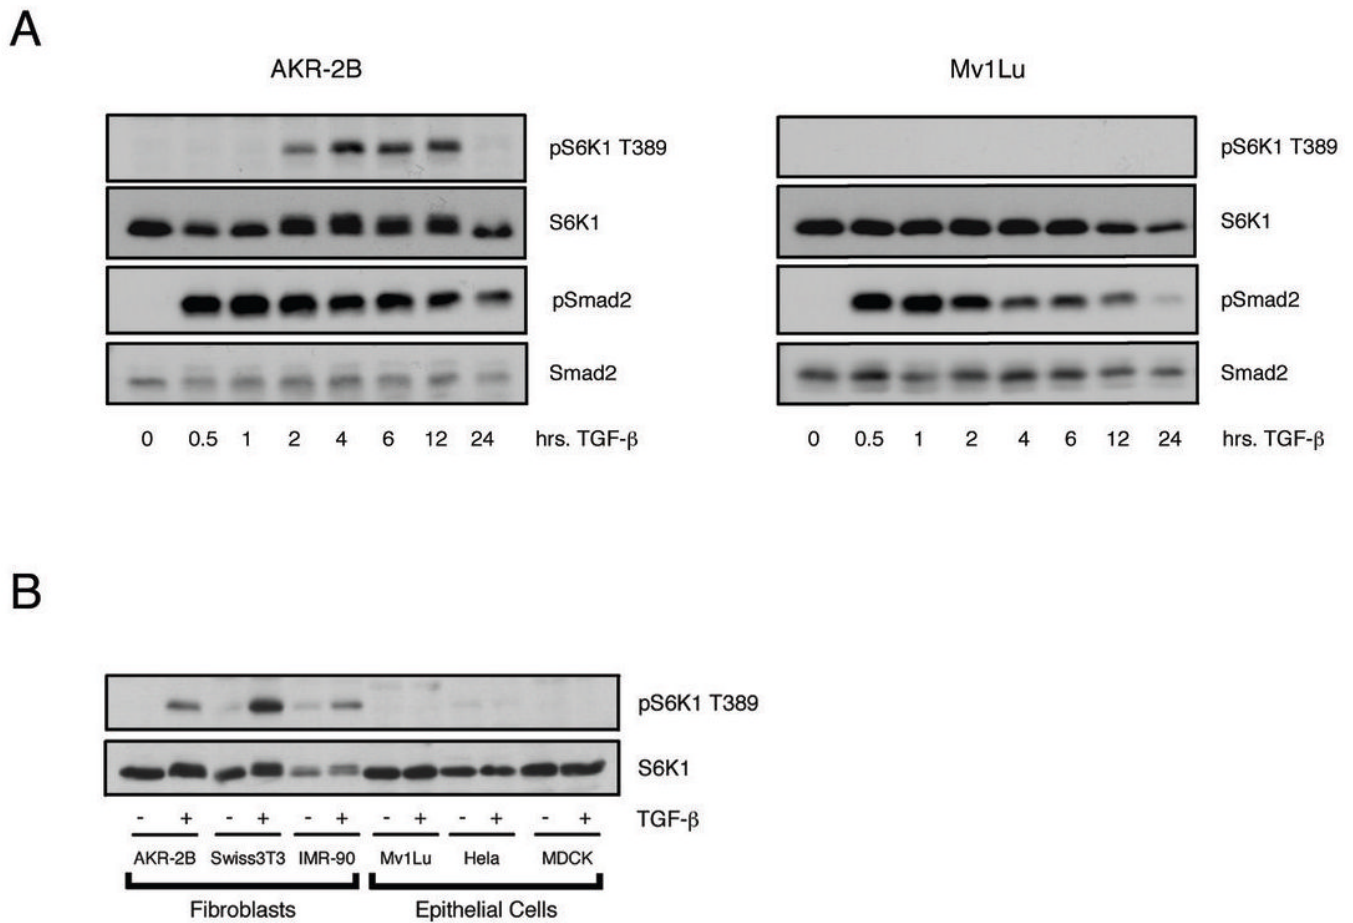 A
AKR-2B
pS6K1 T389
S6K1
pSmad2
Smad2
0 0.5 1 2 4 6 12 24 hrs. TGF-β
Mv1Lu
pS6K1 T389
S6K1
pSmad2
Smad2
0 0.5 1 2 4 6 12 24 hrs. TGF-β
B
pS6K1 T389
S6K1
- + - + - + - + - + - + TGF-β
AKR-2B Swiss3T3 IMR-90 Mv1Lu Hela MDCK
Fibroblasts Epithelial Cells